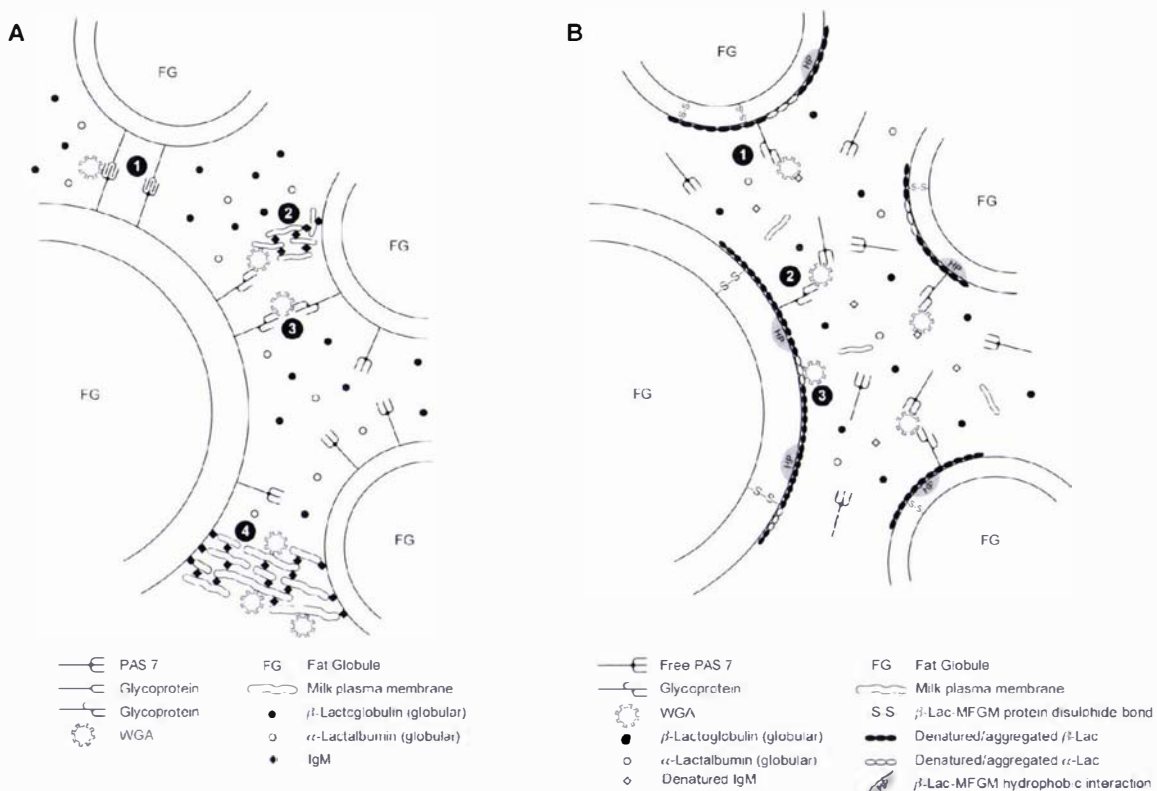 A
FG
1
2
FG
3
FG
4
FG
PAS 7
Glycoprotein
Glycoprotein
WGA
FG Fat Globule
Milk plasma membrane
β-Lactoglobulin (globular)
α-Lactalbumin (globular)
IgM
B
FG
HP
S-S
S-S
1
S-S
FG
HP
2
S-S
HP
FG
3
HP
S-S
HP
S-S
FG
Free PAS 7
Glycoprotein
WGA
β-Lactoglobulin (globular)
α-Lactalbumin (globular)
Denatured IgM
FG Fat Globule
Milk plasma membrane
S-S β-Lac-MFGM protein disulphide bond
Denatured/aggregated β-Lac
Denatured/aggregated α-Lac
HP β-Lac-MFGM hydrophobic interaction